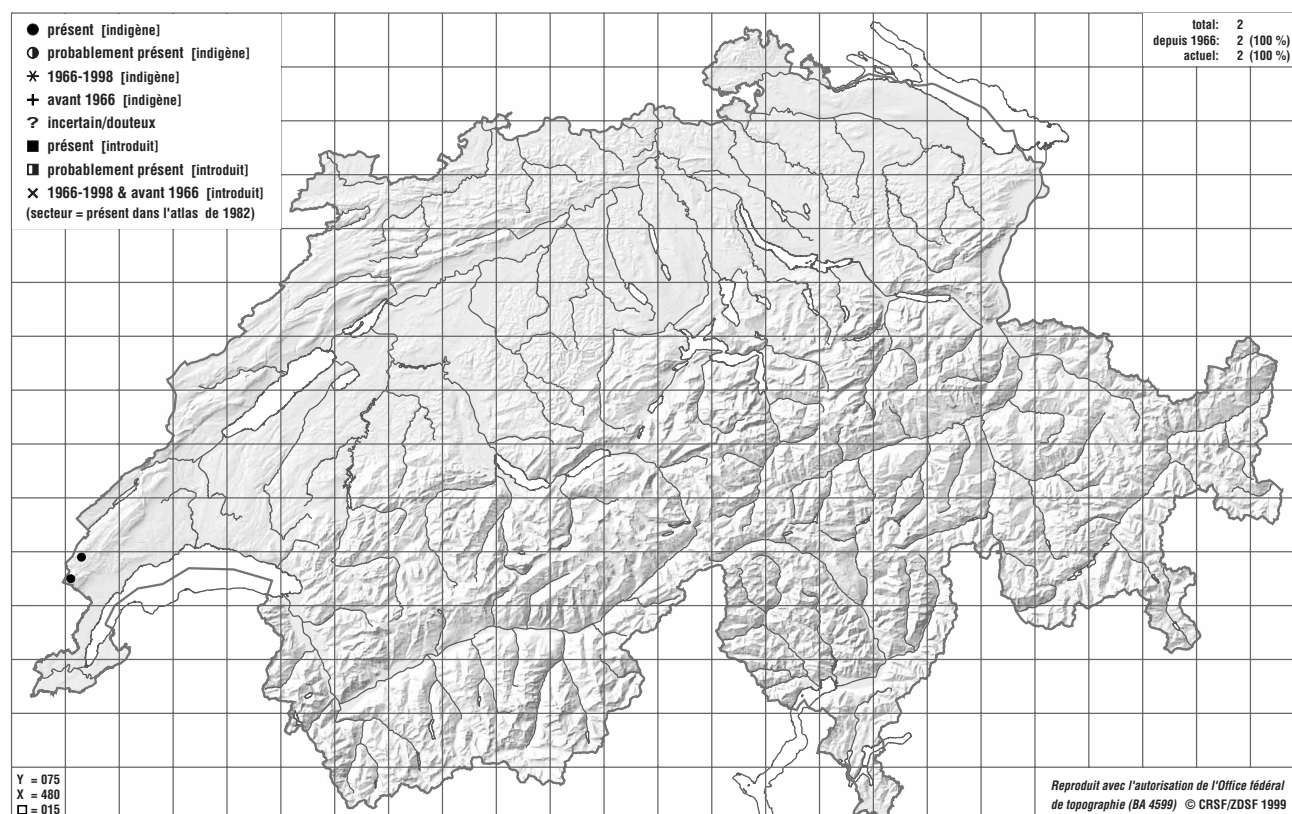 ● présent [indigène]
◑ probablement présent [indigène]
✳ 1966-1998 [indigène]
+ avant 1966 [indigène]
? incertain/douteux
■ présent [introduit]
◨ probablement présent [introduit]
× 1966-1998 & avant 1966 [introduit]
(secteur = présent dans l'atlas de 1982)
total: 2
depuis 1966: 2 (100 %)
actuel: 2 (100 %)
Y = 075
X = 480
□ = 015
Reproduit avec l'autorisation de l'Office fédéral
de topographie (BA 4599) © CRSF/ZDSF 1999